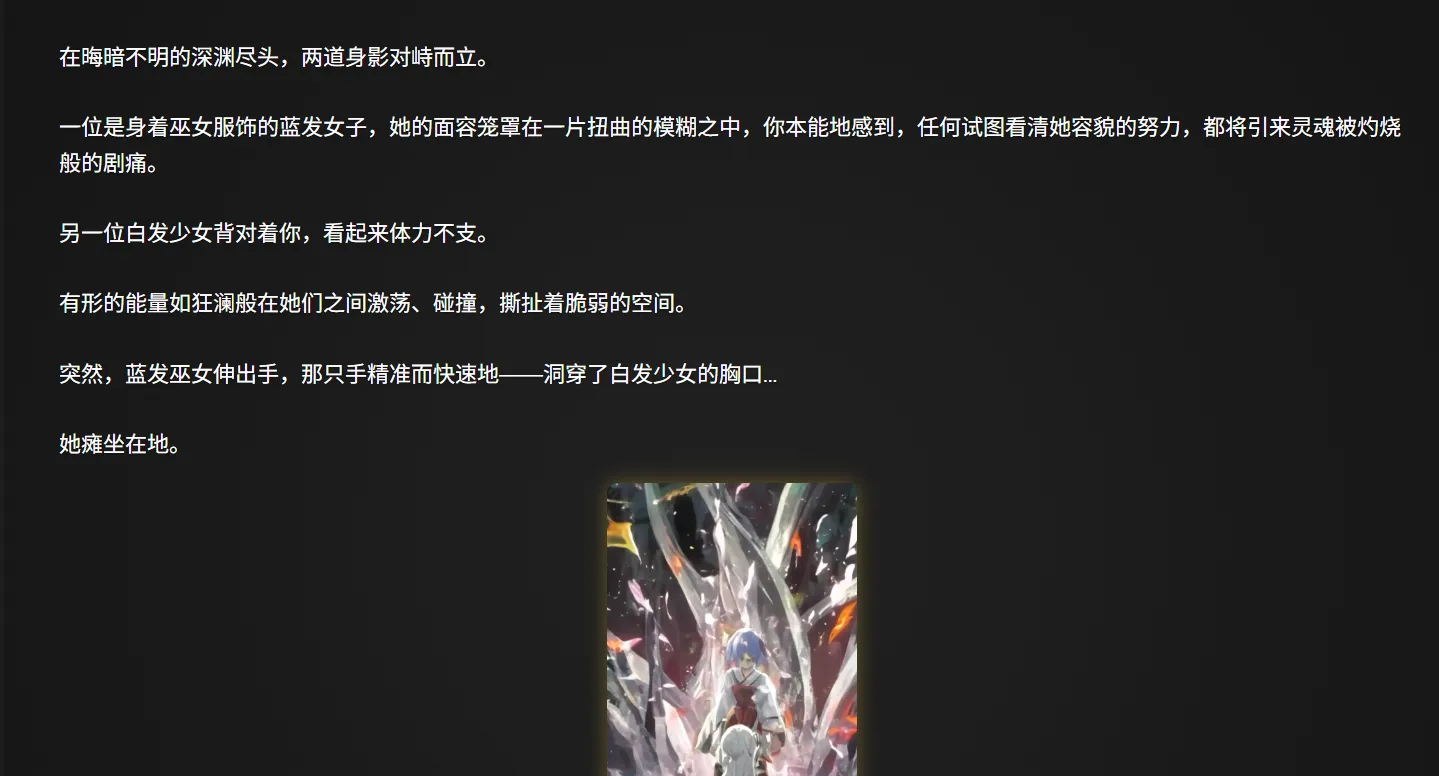 在晦暗不明的深渊尽头，两道身影对峙而立。
一位是身着巫女服饰的蓝发女子，她的面容笼罩在一片扭曲的模糊之中，你本能地感到，任何试图看清她容貌的努力，都将引来灵魂被灼烧
般的剧痛。
另一位白发少女背对着你，看起来体力不支。
有形的能量如狂澜般在她们之间激荡、碰撞，撕扯着脆弱的空间。
突然，蓝发巫女伸出手，那只手精准而快速地——洞穿了白发少女的胸口...
她瘫坐在地。